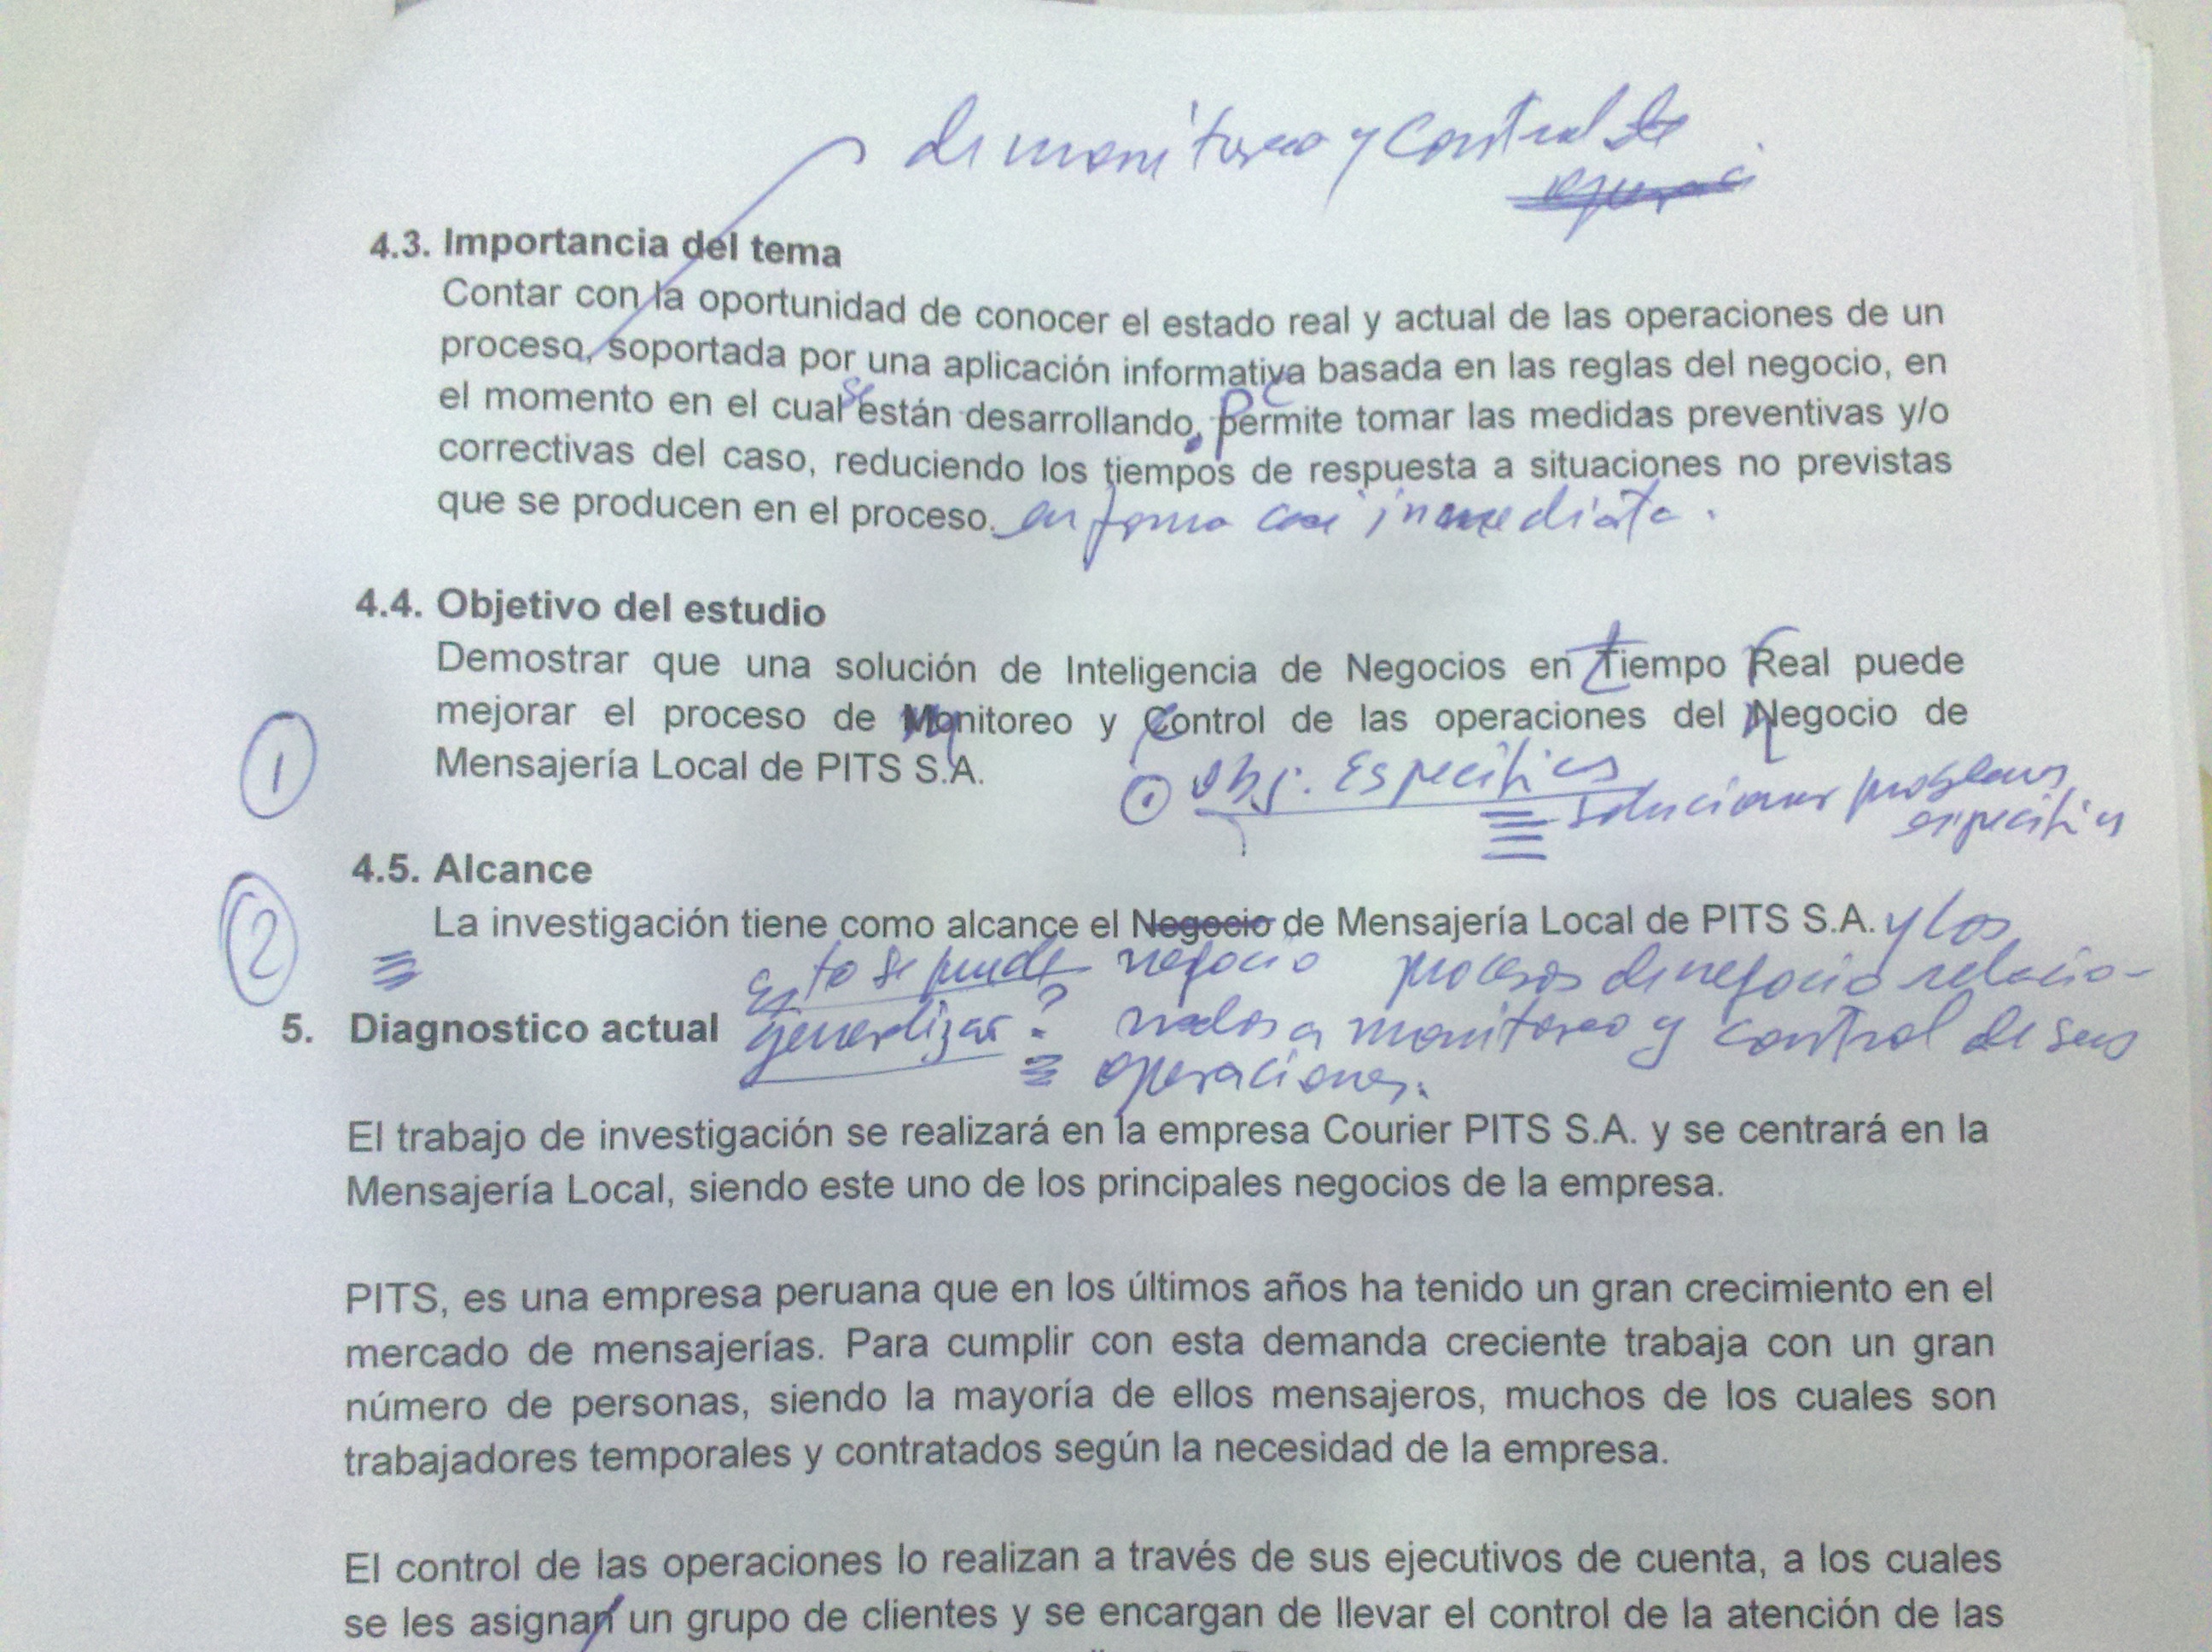 de monitoreo y Control de
4.3. Importancia del tema
Contar con la oportunidad de conocer el estado real y actual de las operaciones de un
proceso, soportada por una aplicación informativa basada en las reglas del negocio, en
el momento en el cual se están desarrollando, permite tomar las medidas preventivas y/o
correctivas del caso, reduciendo los tiempos de respuesta a situaciones no previstas
que se producen en el proceso. en forma casi inmediata.
4.4. Objetivo del estudio
Demostrar que una solución de Inteligencia de Negocios en Tiempo Real puede
mejorar el proceso de Monitoreo y Control de las operaciones del Negocio de
Mensajería Local de PITS S.A.
1
Obj. Específicos
Solucionar problemas
específicos
4.5. Alcance
La investigación tiene como alcance el Negocio de Mensajería Local de PITS S.A. y los
2
negocio procesos de negocio relacio-
Esto se puede
generalizar
nados a monitoreo y control de sus
operaciones.
5. Diagnostico actual
El trabajo de investigación se realizará en la empresa Courier PITS S.A. y se centrará en la
Mensajería Local, siendo este uno de los principales negocios de la empresa.
PITS, es una empresa peruana que en los últimos años ha tenido un gran crecimiento en el
mercado de mensajerías. Para cumplir con esta demanda creciente trabaja con un gran
número de personas, siendo la mayoría de ellos mensajeros, muchos de los cuales son
trabajadores temporales y contratados según la necesidad de la empresa.
El control de las operaciones lo realizan a través de sus ejecutivos de cuenta, a los cuales
se les asignan un grupo de clientes y se encargan de llevar el control de la atención de las